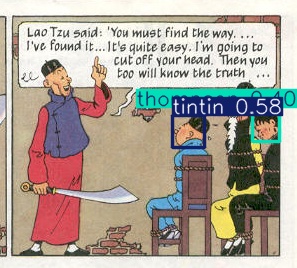 Lao Tzu said: 'You must find the way. ...
I've found it...It's quite easy. I'm going to
cut off your head. Then you
too will know the truth ...
tintin 0.58